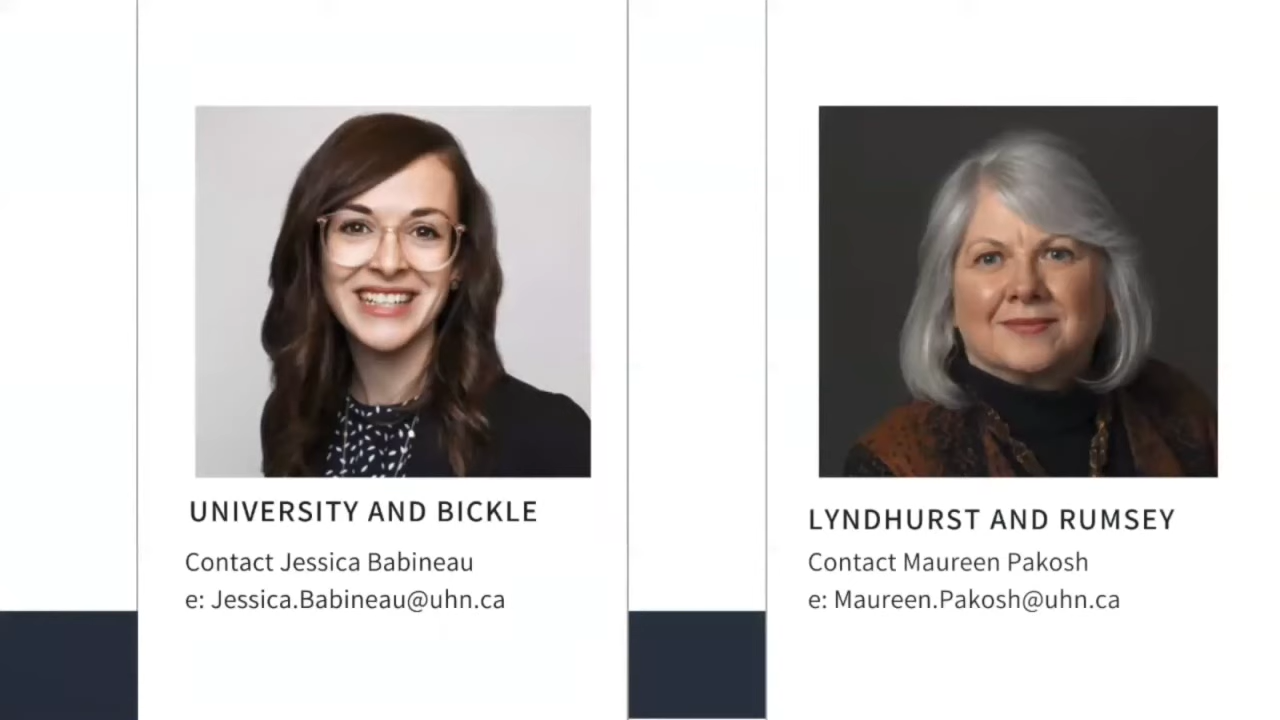 UNIVERSITY AND BICKLE
Contact Jessica Babineau
e: Jessica.Babineau@uhn.ca
LYNDHURST AND RUMSEY
Contact Maureen Pakosh
e: Maureen.Pakosh@uhn.ca